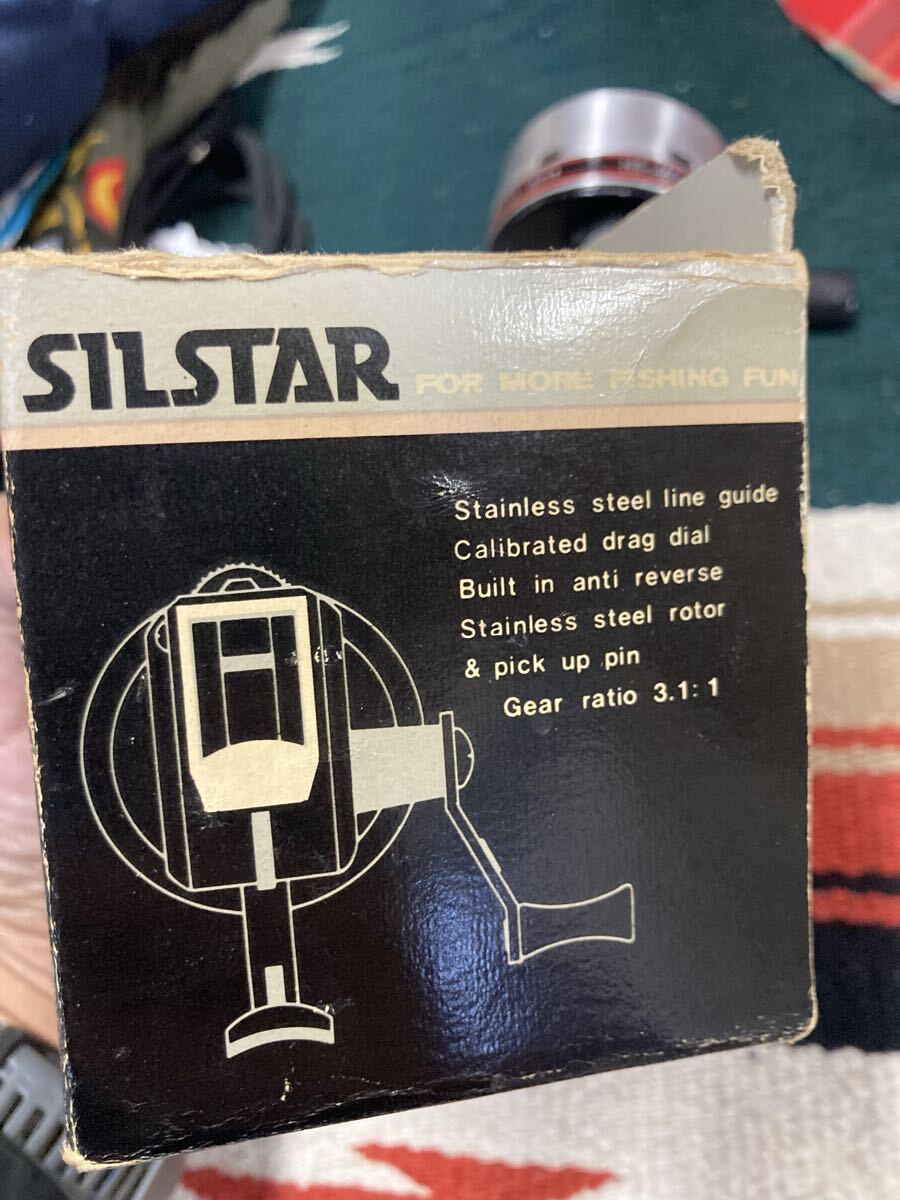 SILSTAR FOR MORE FISHING FUN
Stainless steel line guide
Calibrated drag dial
Built in anti reverse
Stainless steel rotor
& pick up pin
Gear ratio 3.1:1